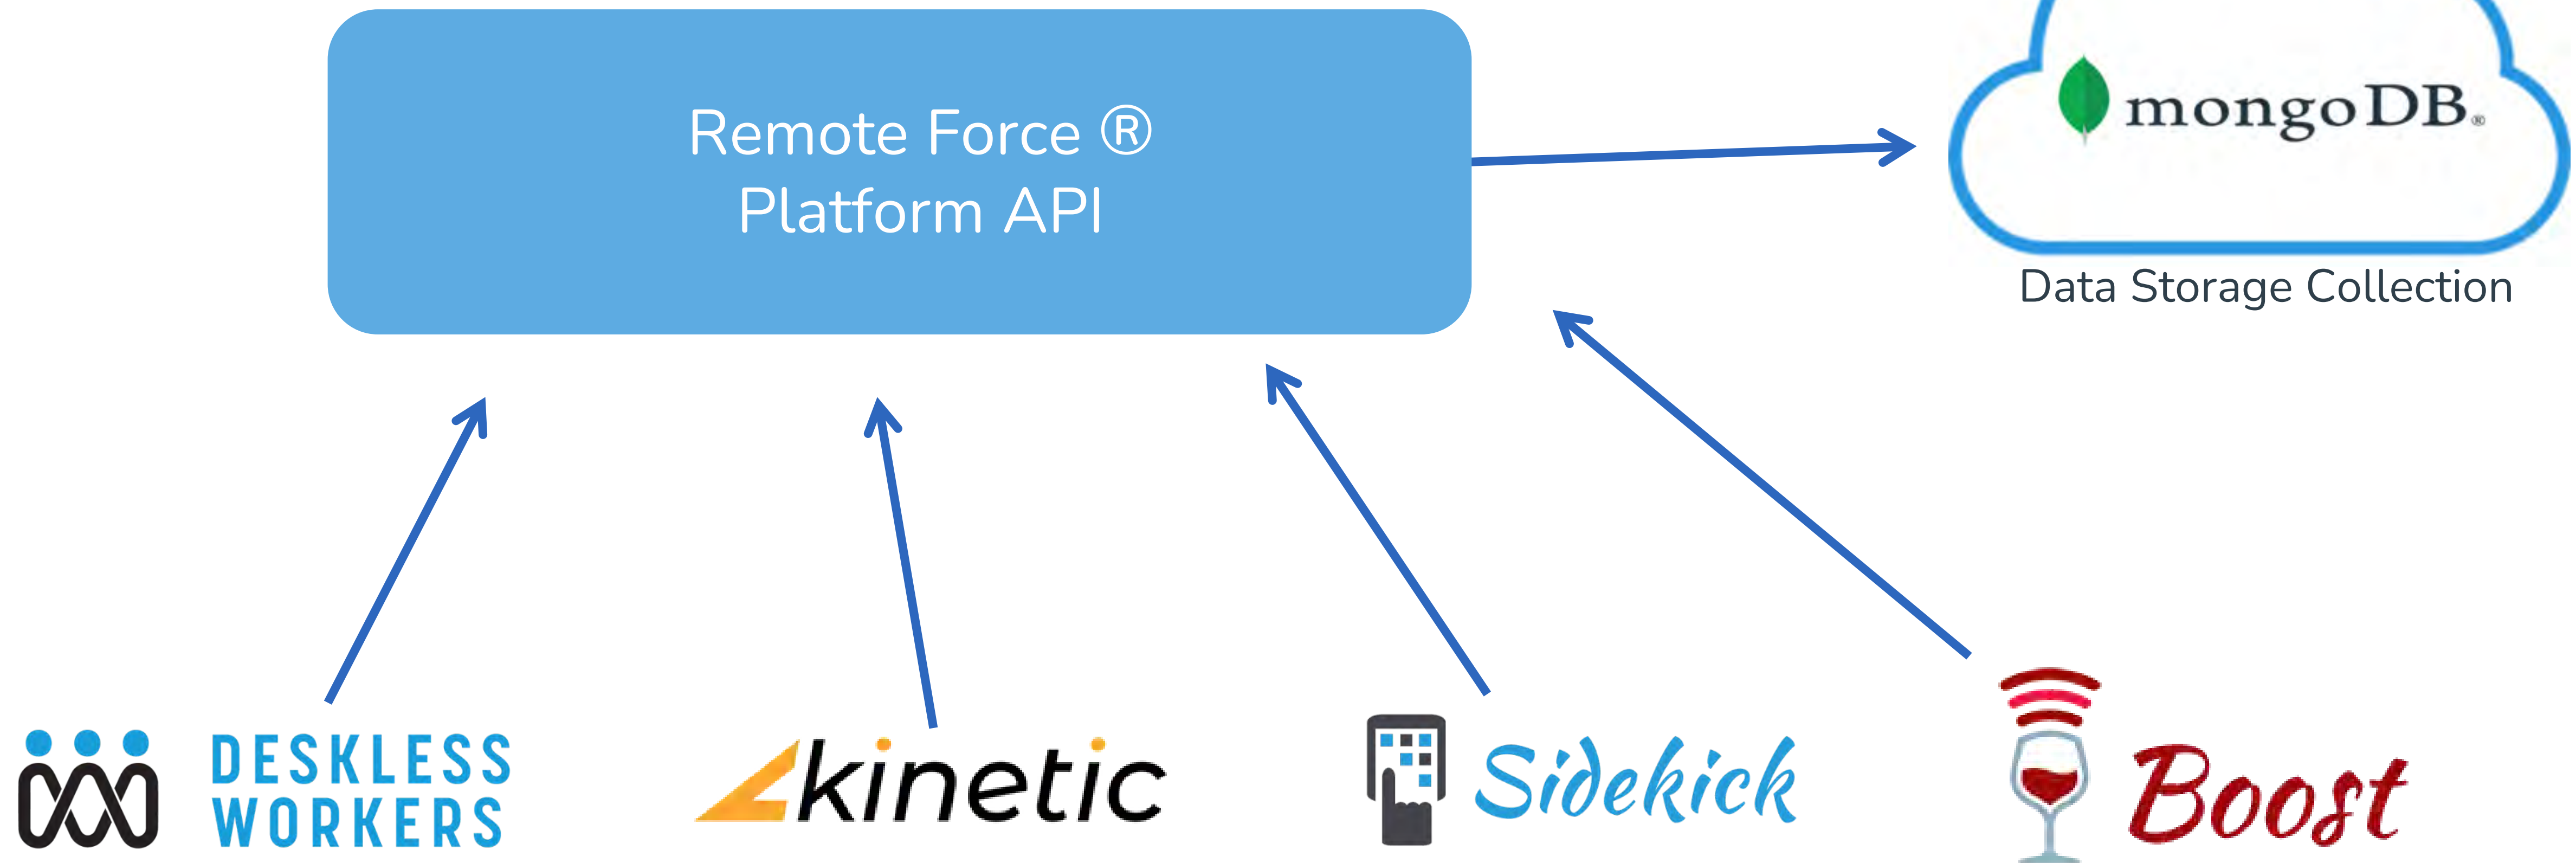 Remote Force ®
Platform API
mongoDB®
Data Storage Collection
DESKLESS
WORKERS
kinetic
Sidekick
Boost